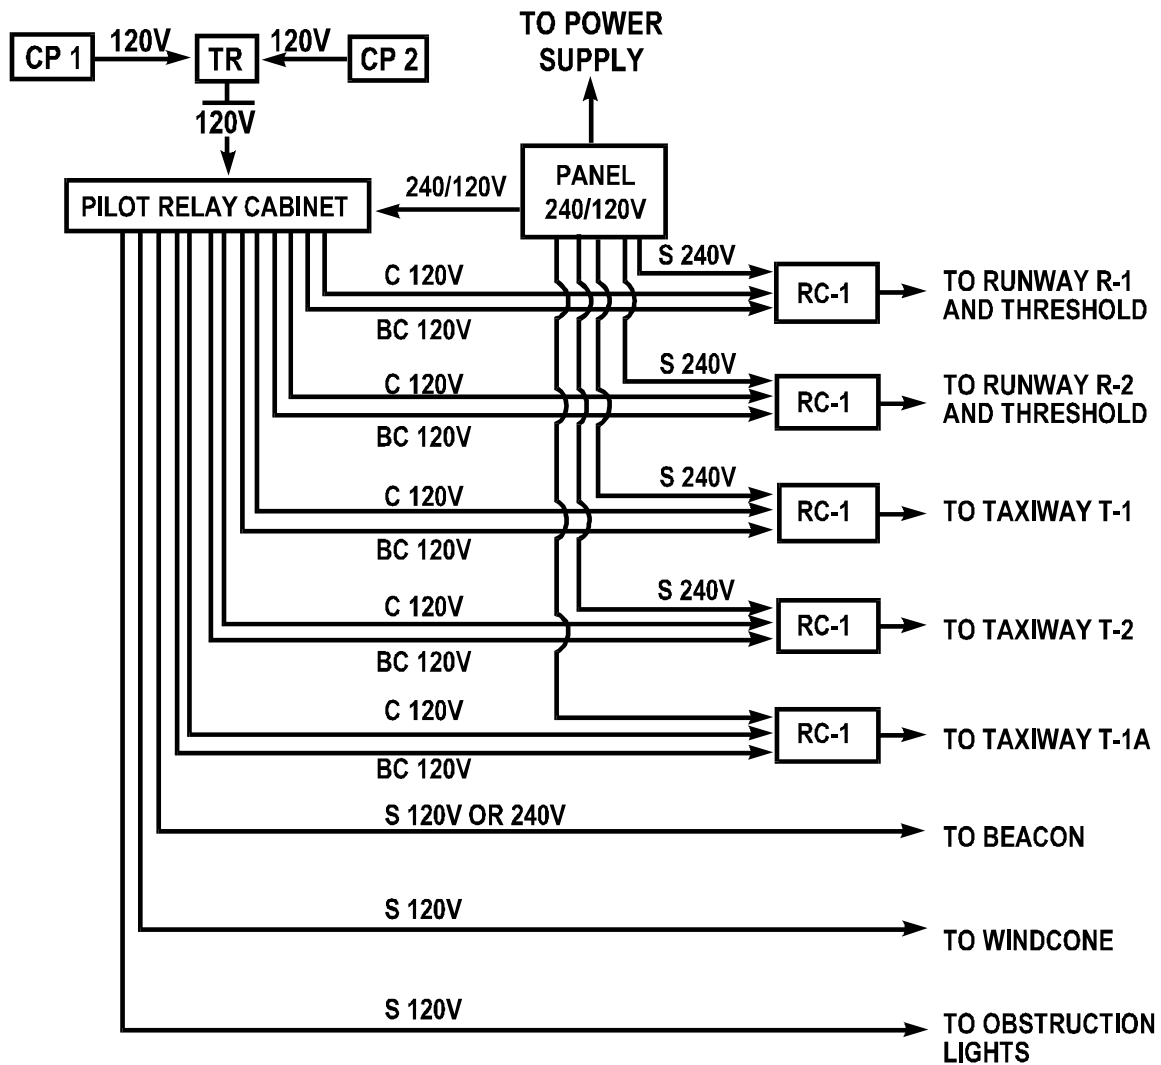 TO POWER
SUPPLY
CP 1
120V
TR
120V
CP 2
120V
PILOT RELAY CABINET
240/120V
PANEL
240/120V
S 240V
C 120V
BC 120V
RC-1
TO RUNWAY R-1
AND THRESHOLD
S 240V
C 120V
BC 120V
RC-1
TO RUNWAY R-2
AND THRESHOLD
S 240V
C 120V
BC 120V
RC-1
TO TAXIWAY T-1
S 240V
C 120V
BC 120V
RC-1
TO TAXIWAY T-2
C 120V
BC 120V
RC-1
TO TAXIWAY T-1A
S 120V OR 240V
TO BEACON
S 120V
TO WINDCONE
S 120V
TO OBSTRUCTION
LIGHTS